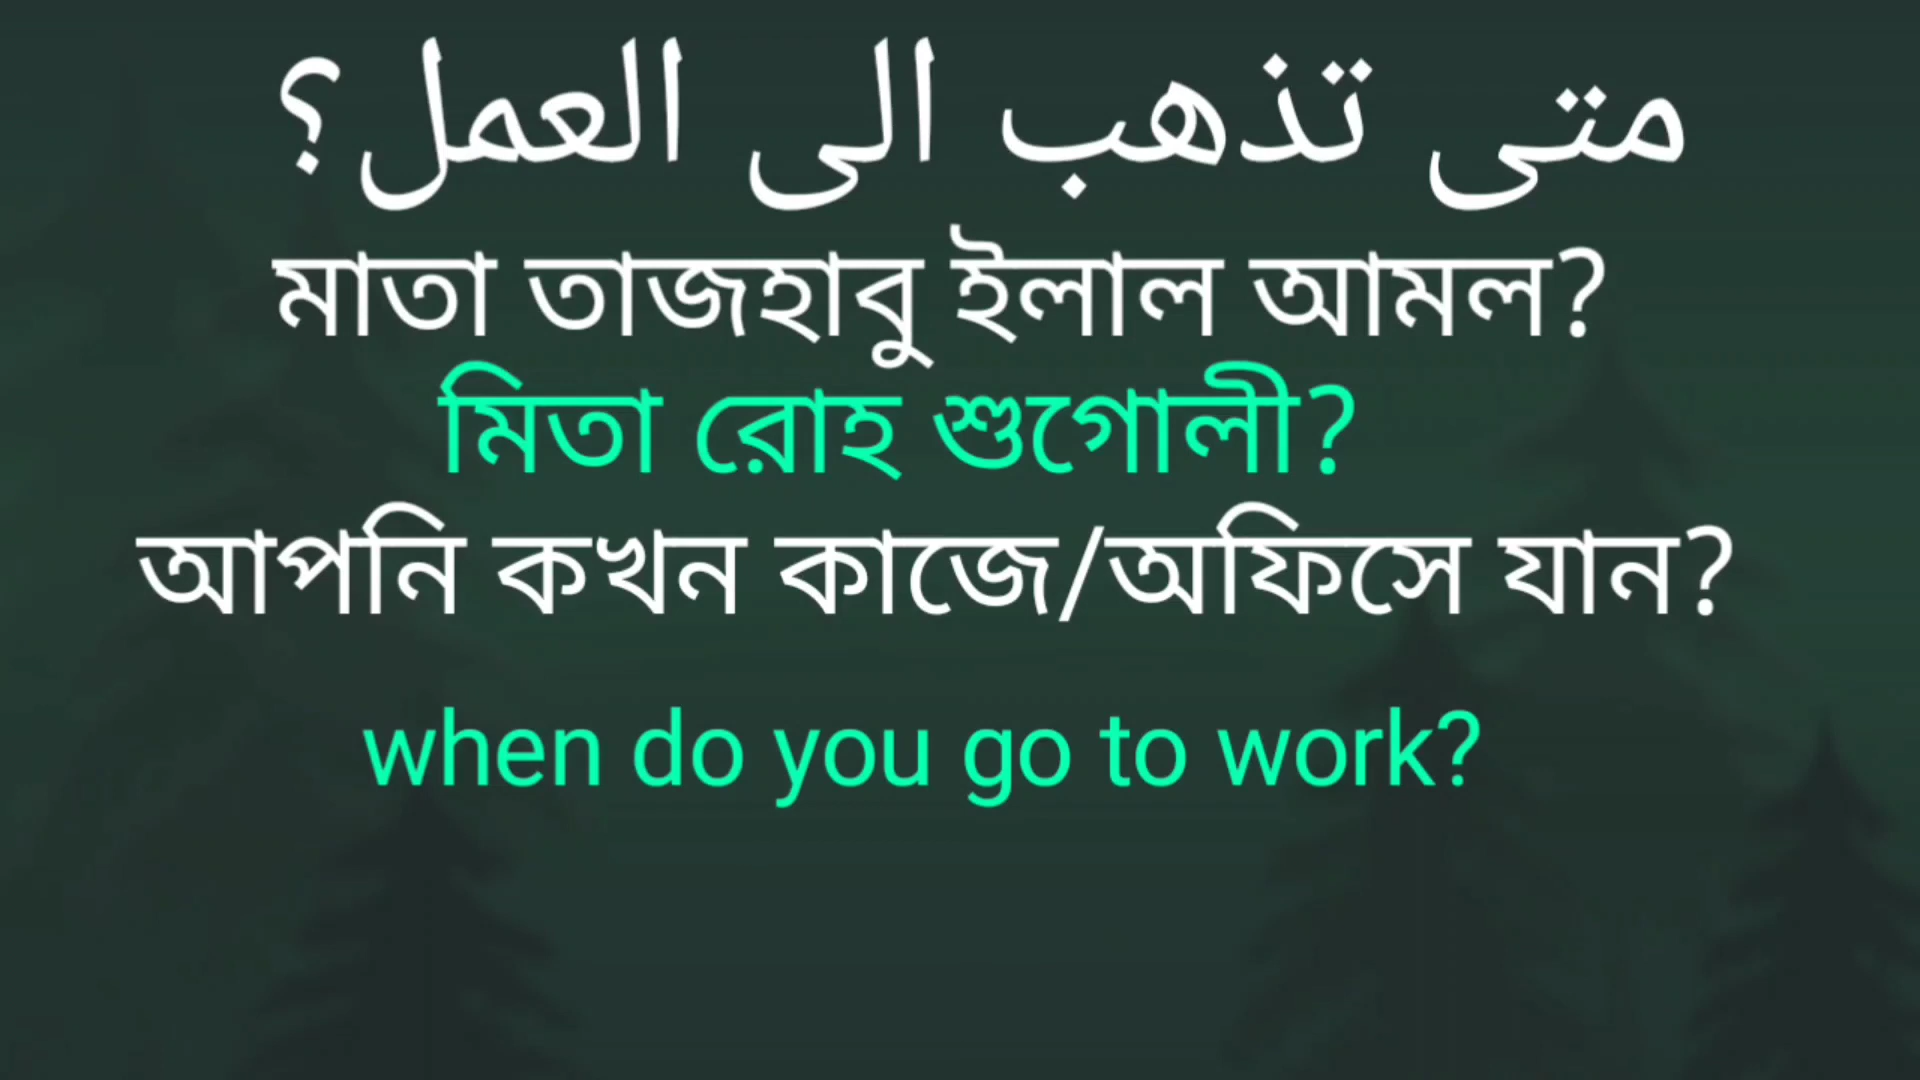 متى تذهب الى العمل؟
মাতা তাজহাবু ইলাল আমল?
মিতা রোহ শুগোলী?
আপনি কখন কাজে/অফিসে যান?
when do you go to work?